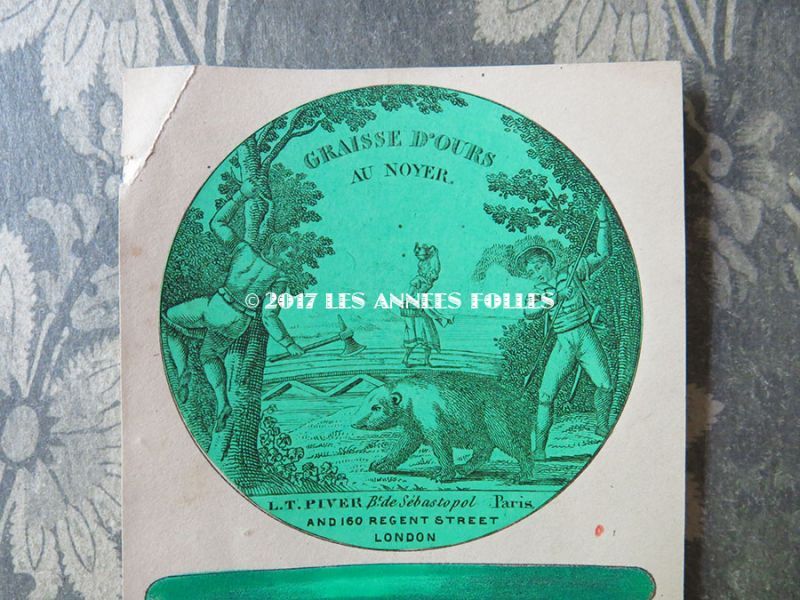 GRAISSE D'OURS
AU NOYER.
© 2017 LES ANNEES FOLLES
L.T. PIVER Bd. de Sébastopol Paris.
AND 160 REGENT STREET
LONDON